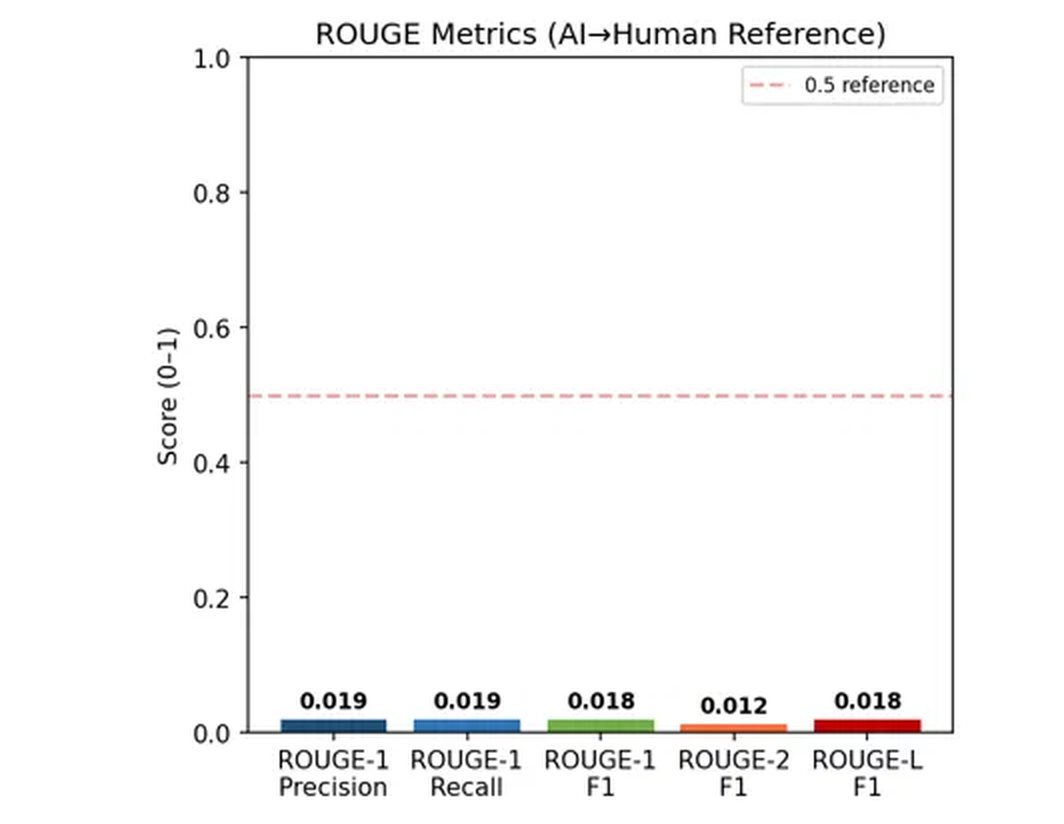 ROUGE Metrics (AI→Human Reference)
1.0
0.5 reference
0.8
0.6
Score (0–1)
0.4
0.2
0.019
0.019
0.018
0.012
0.018
0.0
ROUGE-1 Precision
ROUGE-1 Recall
ROUGE-1 F1
ROUGE-2 F1
ROUGE-L F1